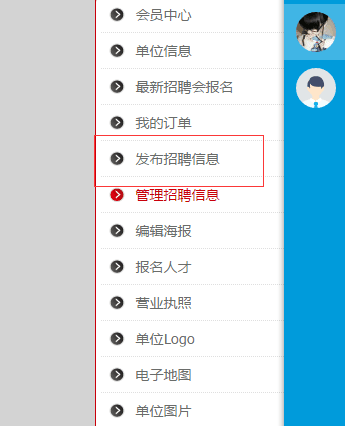 会员中心
单位信息
最新招聘会报名
我的订单
发布招聘信息
管理招聘信息
编辑海报
报名人才
营业执照
单位Logo
电子地图
单位图片